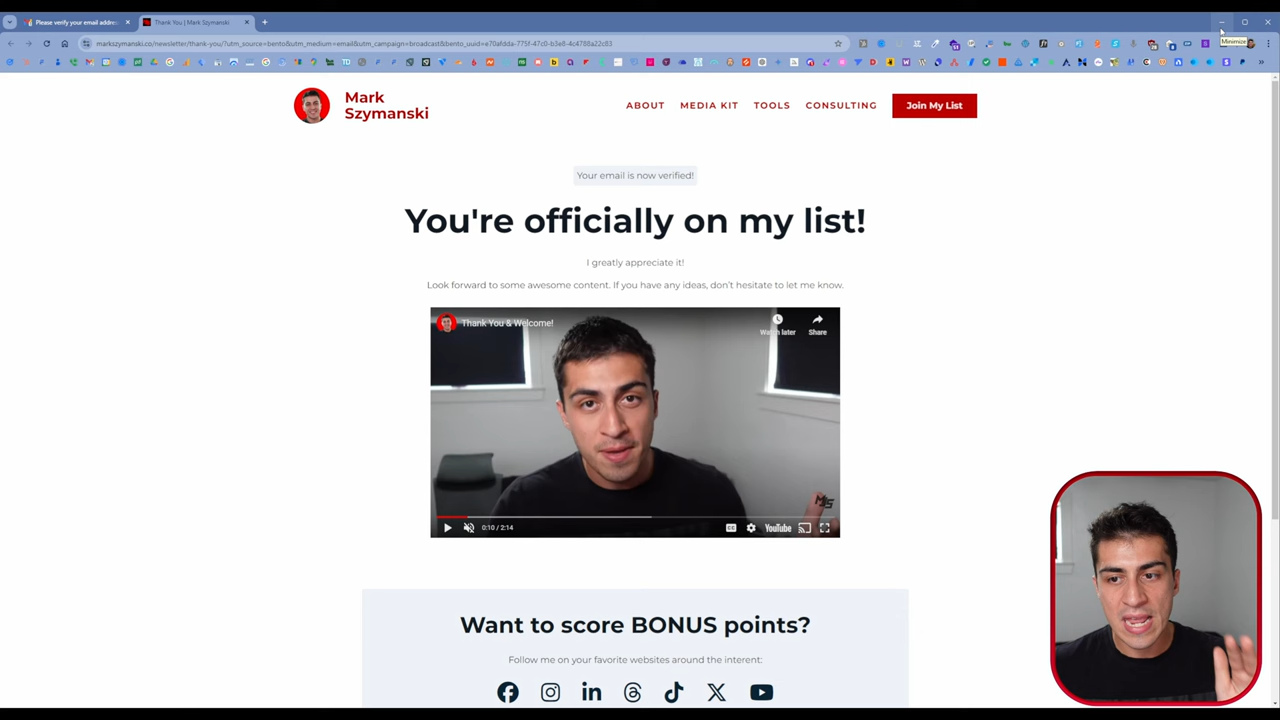 Please verify your email addres
Thank You | Mark Szymanski
markszymanski.co/newsletter/thank-you/?utm_source=bento&utm_medium=email&utm_campaign=broadcast&bento_uuid=e70afdda-775f-47c0-b3e8-4c4788a22c83
Minimize
Mark
Szymanski
ABOUT
MEDIA KIT
TOOLS
CONSULTING
Join My List
Your email is now verified!
You're officially on my list!
I greatly appreciate it!
Look forward to some awesome content. If you have any ideas, don't hesitate to let me know.
Thank You & Welcome!
Watch later
Share
MS
0:10 / 2:14
CC
YouTube
Want to score BONUS points?
Follow me on your favorite websites around the interent: